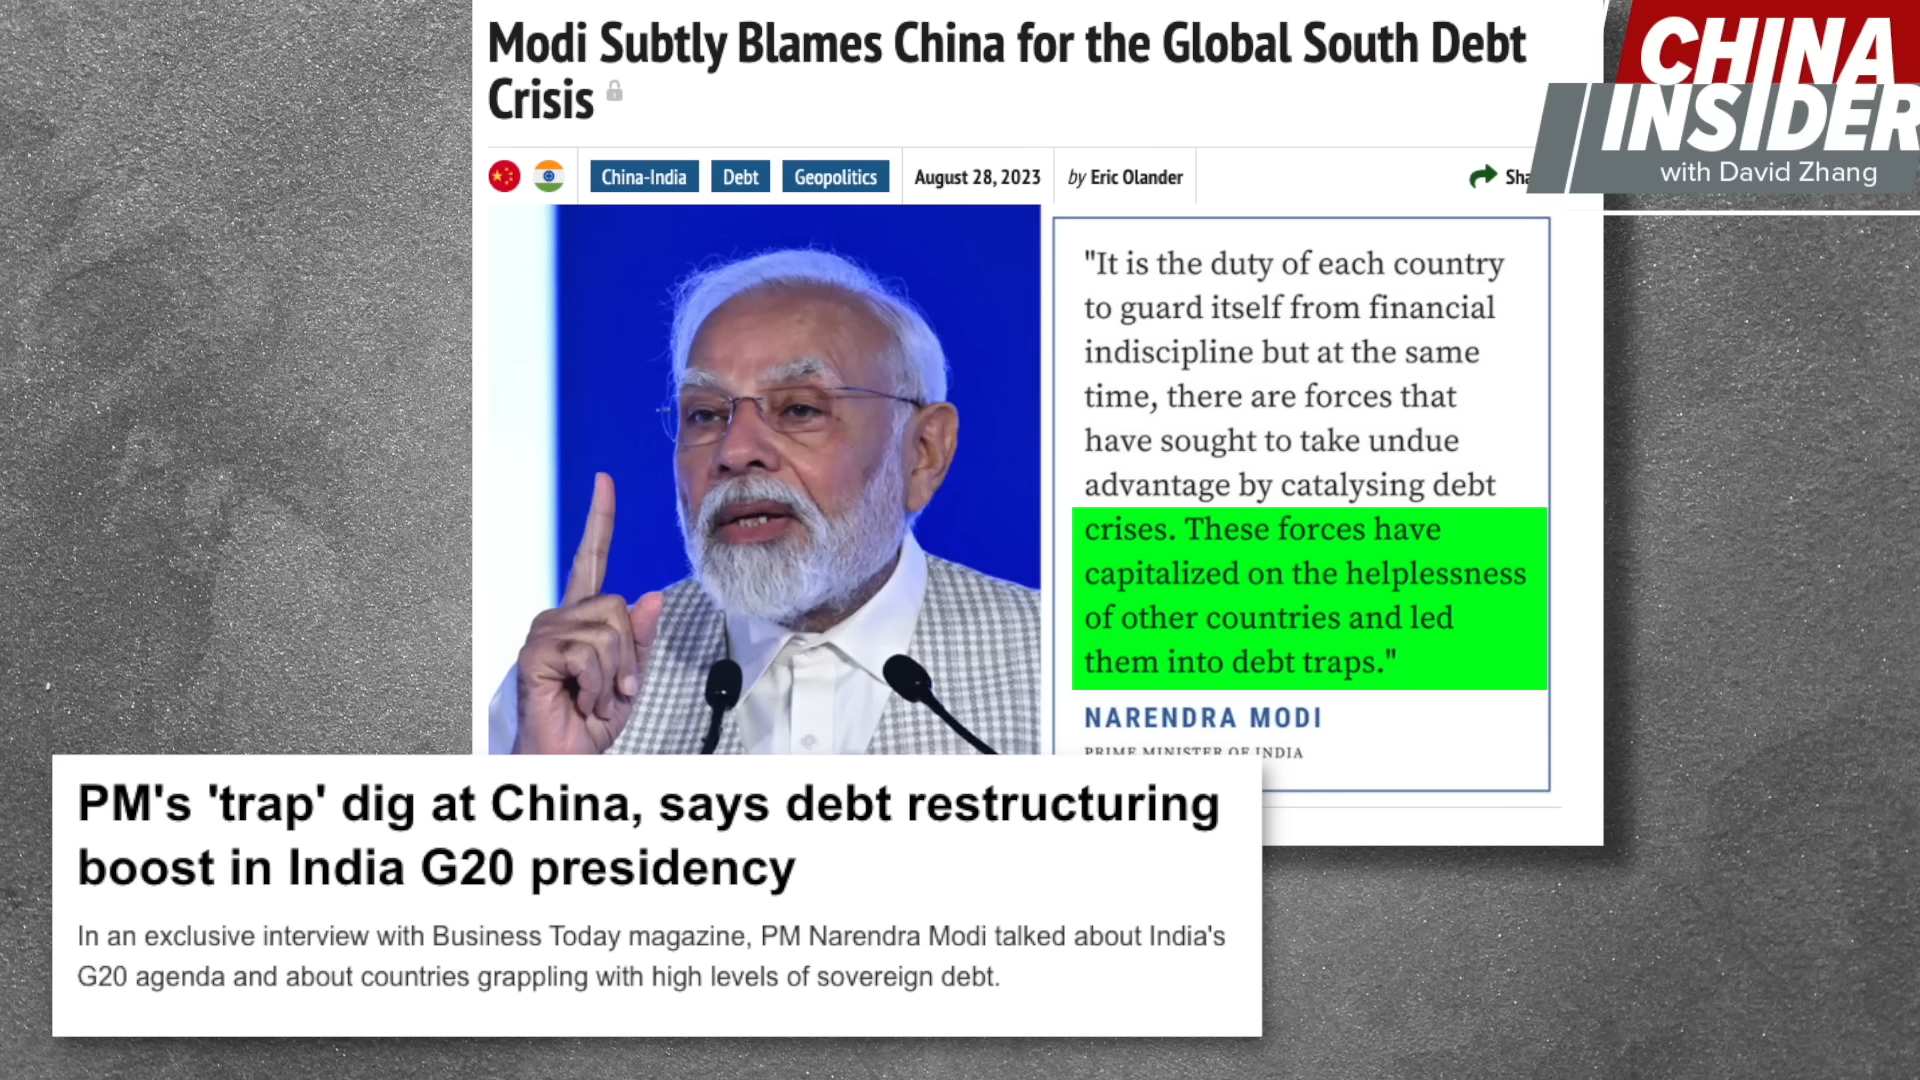 Modi Subtly Blames China for the Global South Debt
Crisis
China-India Debt Geopolitics August 28, 2023 by Eric Olander Sha
CHINA
INSIDER
with David Zhang
"It is the duty of each country
to guard itself from financial
indiscipline but at the same
time, there are forces that
have sought to take undue
advantage by catalysing debt
crises. These forces have
capitalized on the helplessness
of other countries and led
them into debt traps."
NARENDRA MODI
PRIME MINISTER OF INDIA
PM's 'trap' dig at China, says debt restructuring
boost in India G20 presidency
In an exclusive interview with Business Today magazine, PM Narendra Modi talked about India's
G20 agenda and about countries grappling with high levels of sovereign debt.